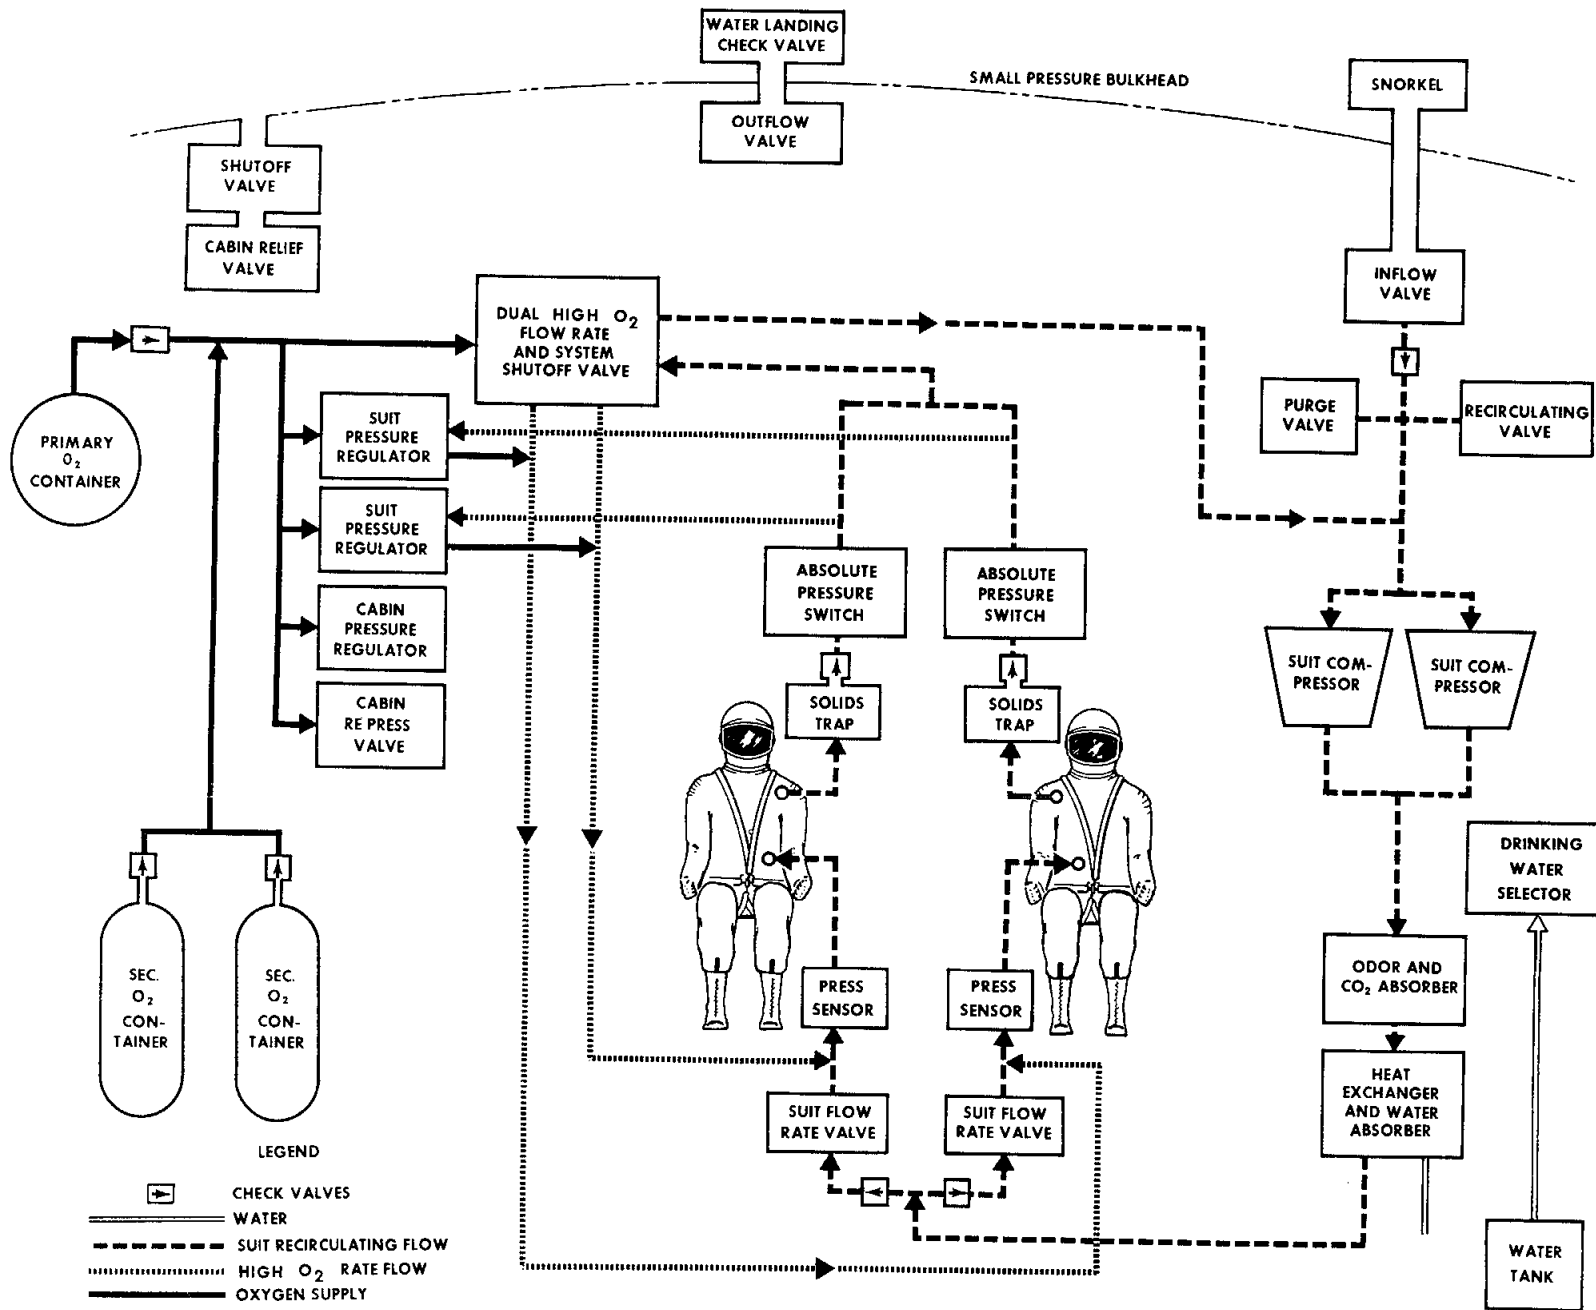 WATER LANDING
CHECK VALVE
SMALL PRESSURE BULKHEAD
SNORKEL
OUTFLOW
VALVE
SHUTOFF
VALVE
CABIN RELIEF
VALVE
INFLOW
VALVE
DUAL HIGH O2
FLOW RATE
AND SYSTEM
SHUTOFF VALVE
PURGE
VALVE
RECIRCULATING
VALVE
PRIMARY
O2
CONTAINER
SUIT
PRESSURE
REGULATOR
SUIT
PRESSURE
REGULATOR
CABIN
PRESSURE
REGULATOR
CABIN
RE PRESS
VALVE
ABSOLUTE
PRESSURE
SWITCH
ABSOLUTE
PRESSURE
SWITCH
SOLIDS
TRAP
SOLIDS
TRAP
SUIT COM-
PRESSOR
SUIT COM-
PRESSOR
DRINKING
WATER
SELECTOR
ODOR AND
CO2 ABSORBER
HEAT
EXCHANGER
AND WATER
ABSORBER
PRESS
SENSOR
PRESS
SENSOR
SUIT FLOW
RATE VALVE
SUIT FLOW
RATE VALVE
SEC.
O2
CON-
TAINER
SEC.
O2
CON-
TAINER
WATER
TANK
LEGEND
CHECK VALVES
WATER
SUIT RECIRCULATING FLOW
HIGH O2 RATE FLOW
OXYGEN SUPPLY